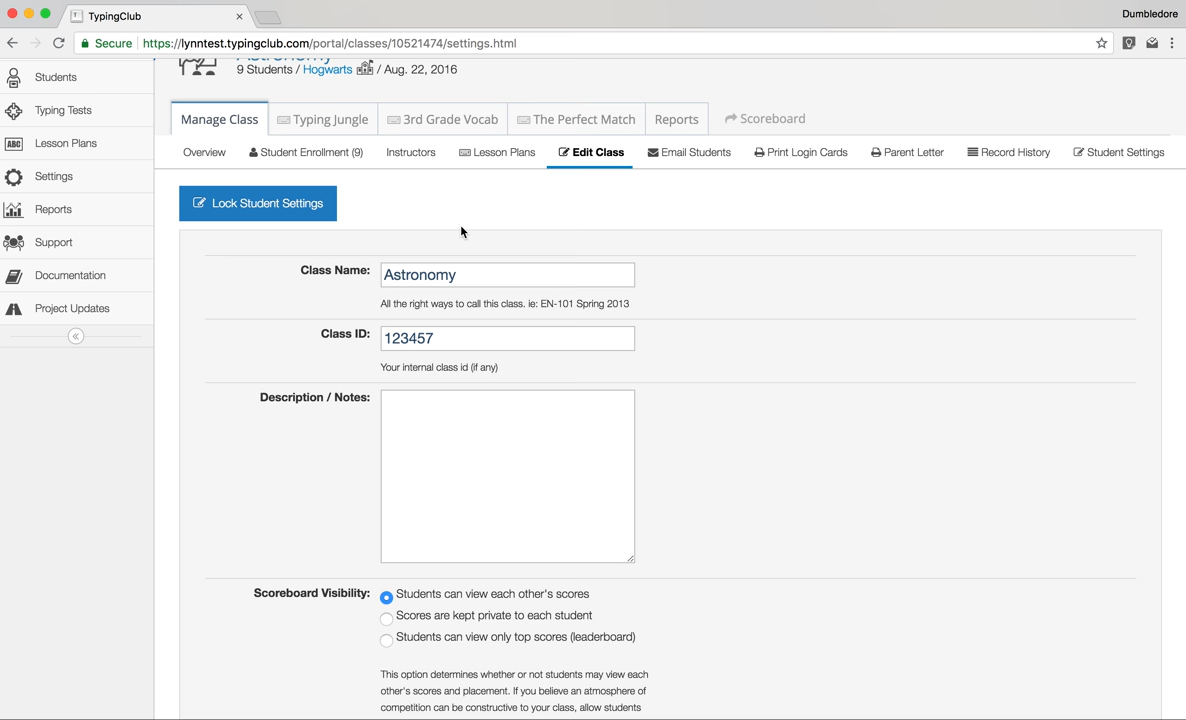 TypingClub
Dumbledore
Secure https://lynntest.typingclub.com/portal/classes/10521474/settings.html
Students
Typing Tests
ABC Lesson Plans
Settings
Reports
Support
Documentation
Project Updates
Astronomy
9 Students / Hogwarts / Aug. 22, 2016
Manage Class Typing Jungle 3rd Grade Vocab The Perfect Match Reports Scoreboard
Overview Student Enrollment (9) Instructors Lesson Plans Edit Class Email Students Print Login Cards Parent Letter Record History Student Settings
Lock Student Settings
Class Name: Astronomy
All the right ways to call this class. ie: EN-101 Spring 2013
Class ID: 123457
Your internal class id (if any)
Description / Notes:
Scoreboard Visibility: Students can view each other's scores
Scores are kept private to each student
Students can view only top scores (leaderboard)
This option determines whether or not students may view each
other's scores and placement. If you believe an atmosphere of
competition can be constructive to your class, allow students